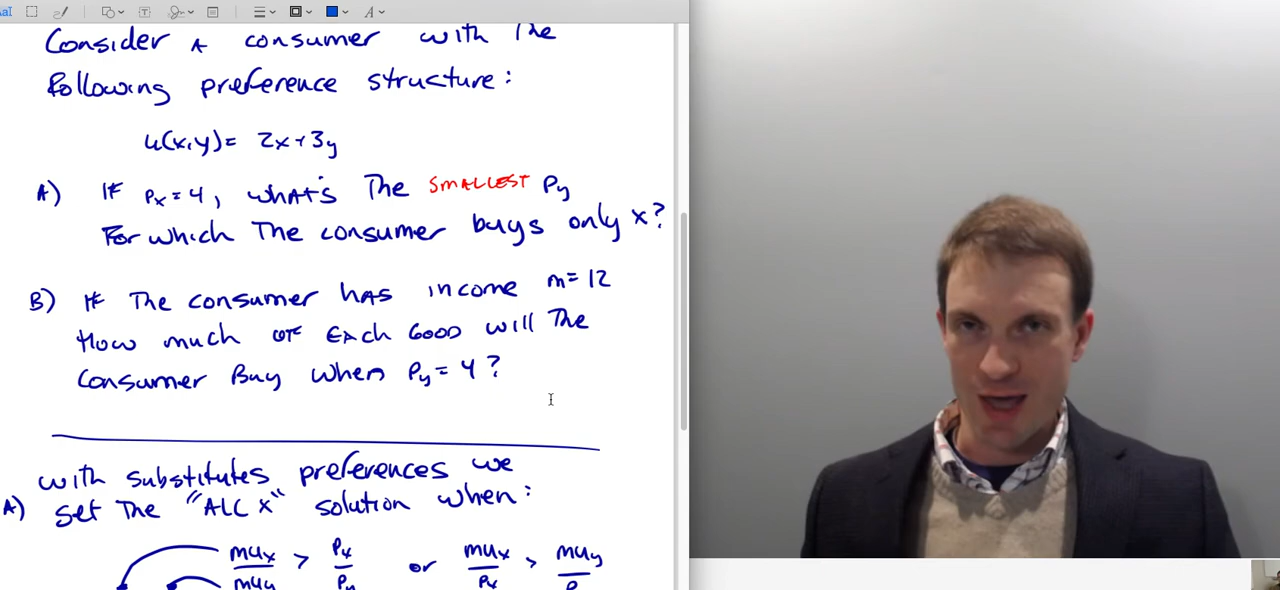 Consider A consumer with The
Following preference structure:
u(x,y)= 2x+3y
A) IF Px=4, what's The SMALLEST Py
For which The consumer buys only x?
B) IF The consumer has income m=12
How much of Each Good will The
Consumer Buy when Py=4?
with substitutes preferences we
A) get The "ALL x" solution when:
MUx > Px or MUx > MUy
MUy Py Px P